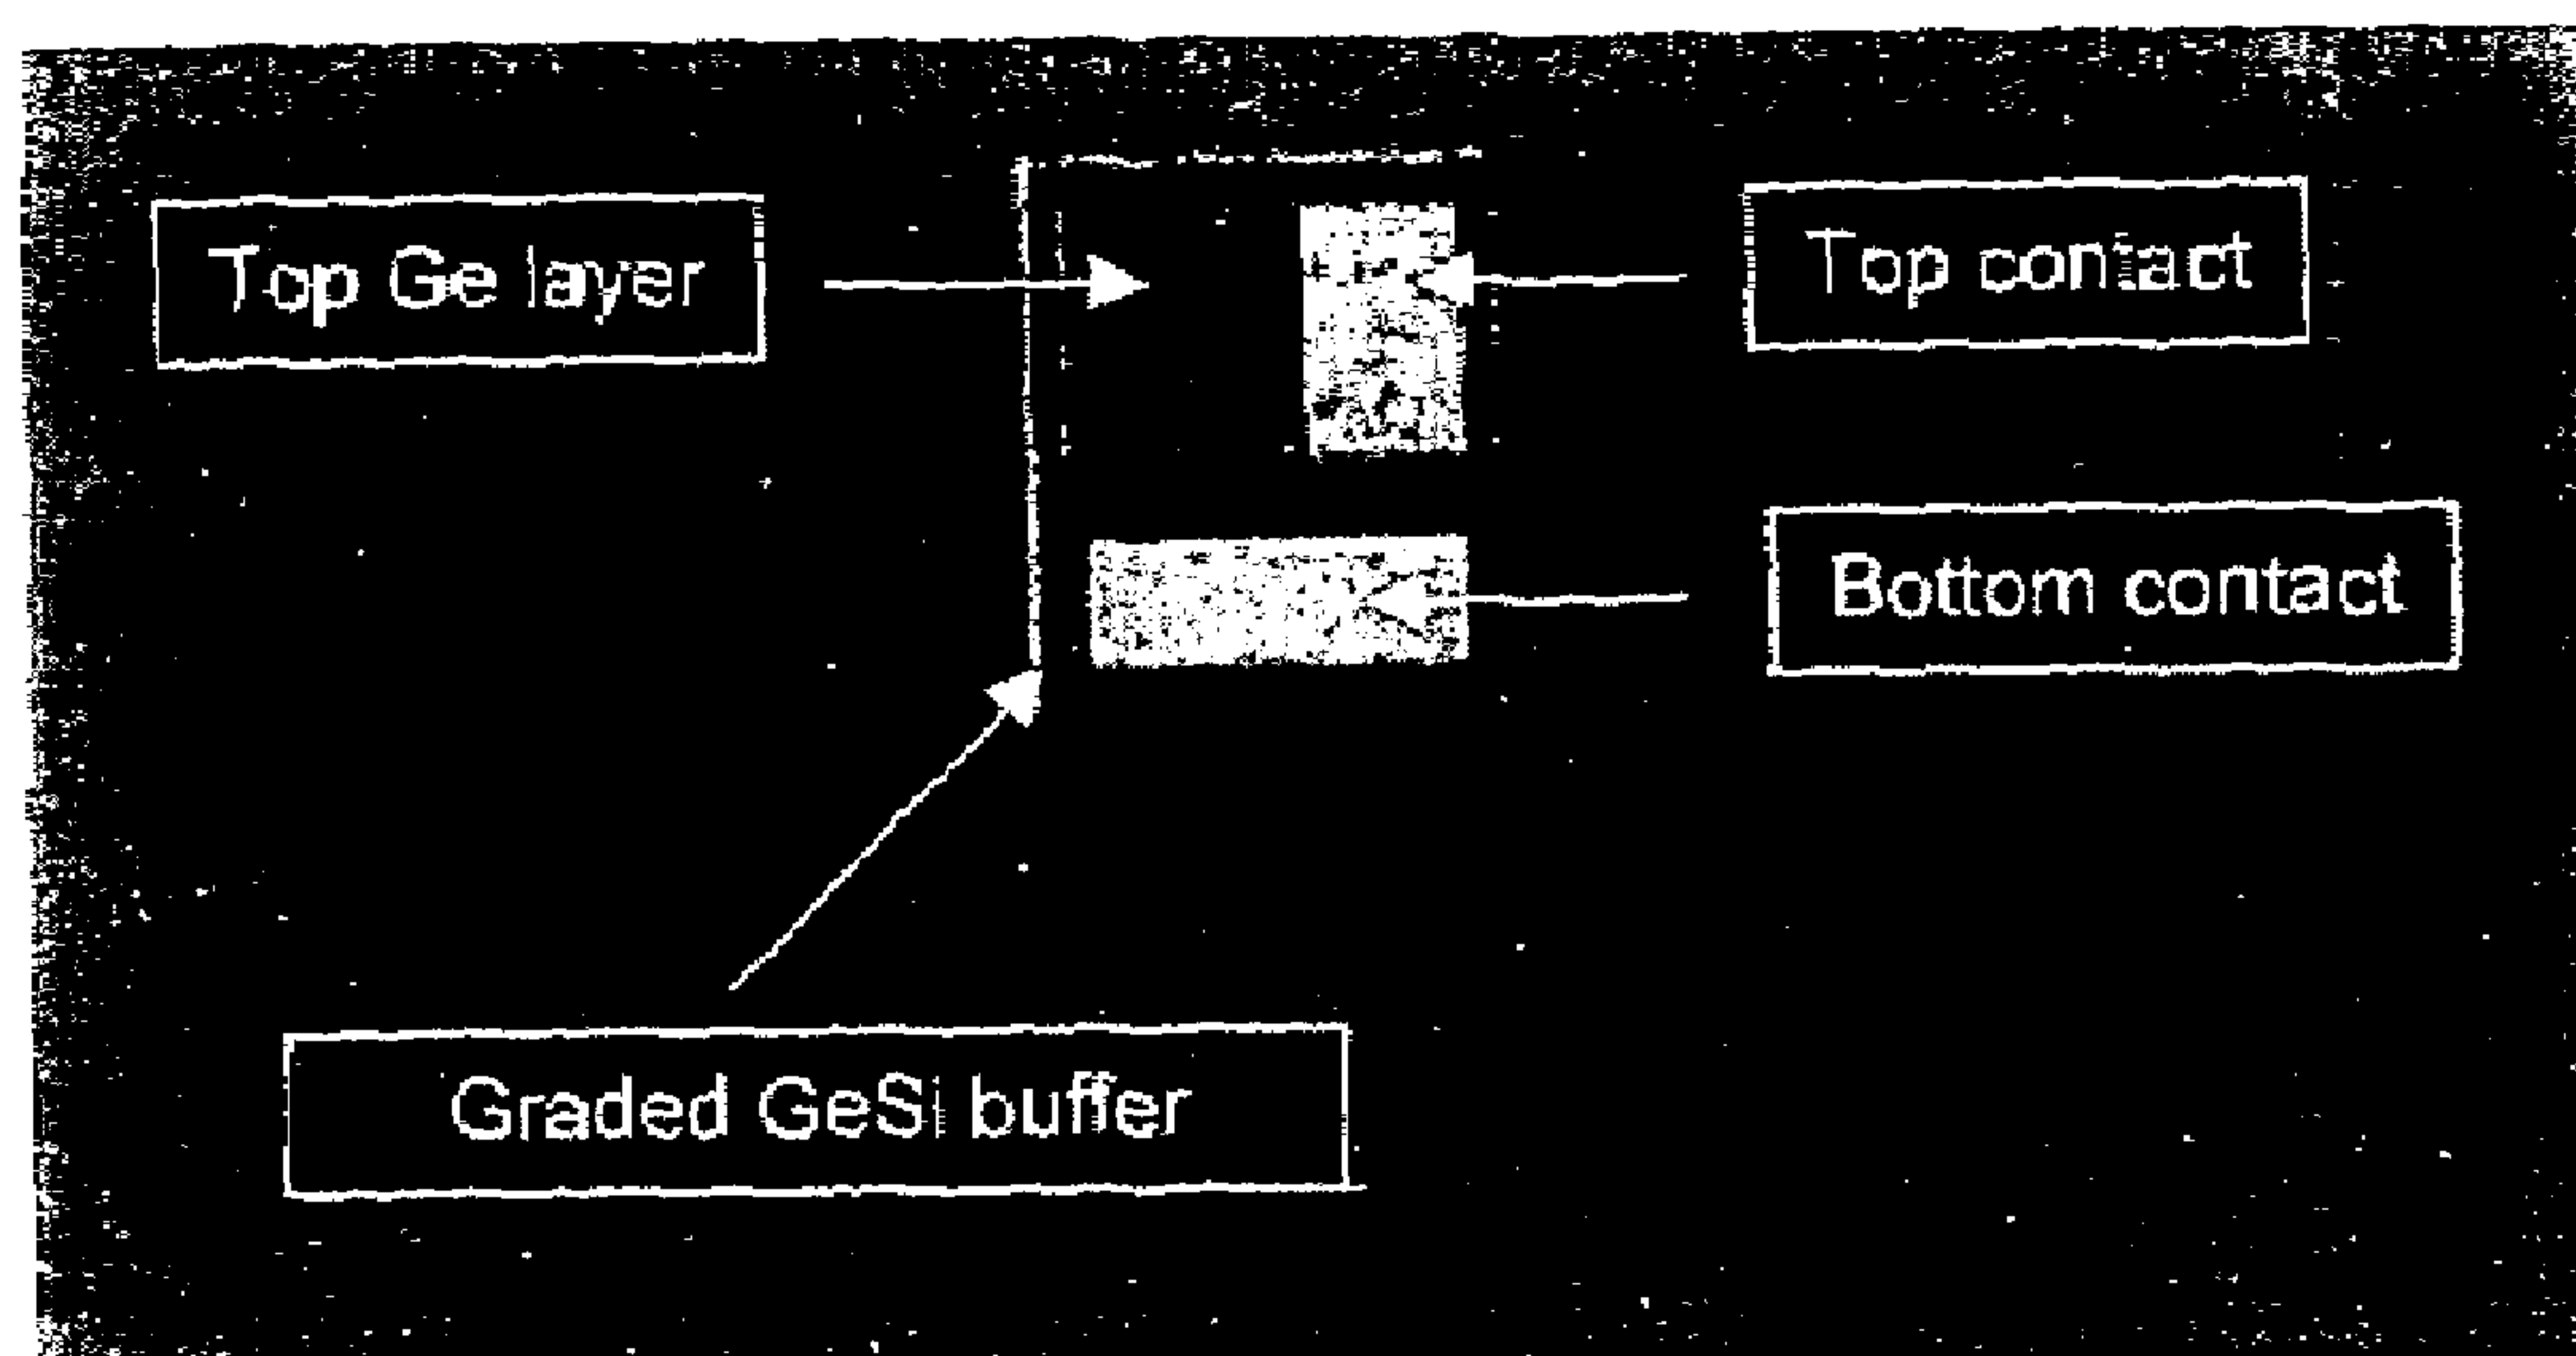 Top Ge layer
Top contact
Bottom contact
Graded GeSi buffer